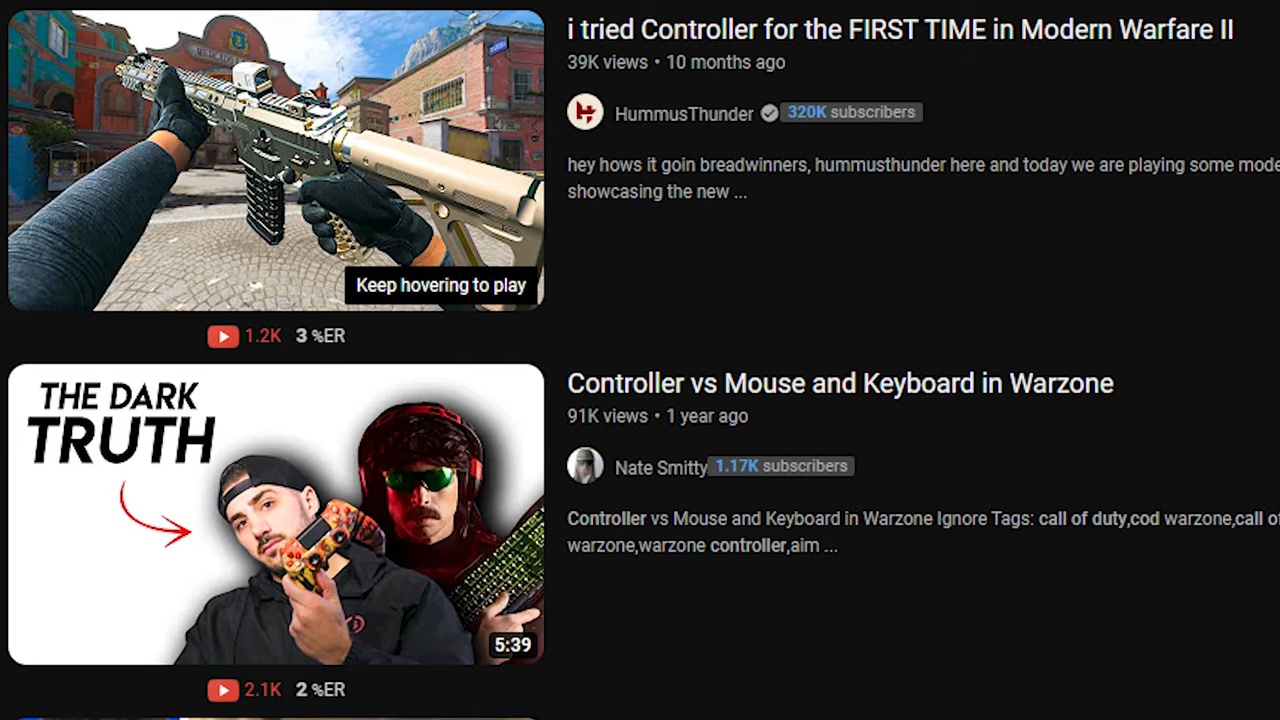 i tried Controller for the FIRST TIME in Modern Warfare II
39K views • 10 months ago
HummusThunder 320K subscribers
hey hows it goin breadwinners, hummusthunder here and today we are playing some mode
showcasing the new ...
Keep hovering to play
1.2K 3 %ER
THE DARK
TRUTH
5:39
Controller vs Mouse and Keyboard in Warzone
91K views • 1 year ago
Nate Smitty 1.17K subscribers
Controller vs Mouse and Keyboard in Warzone Ignore Tags: call of duty,cod warzone,call of
warzone,warzone controller,aim ...
2.1K 2 %ER